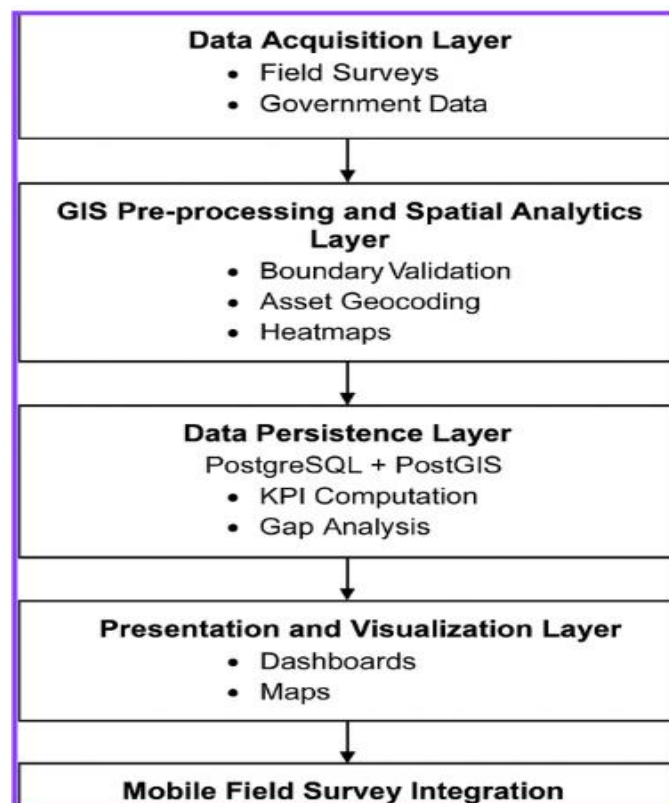 Data Acquisition Layer
• Field Surveys
• Government Data
GIS Pre-processing and Spatial Analytics
Layer
• Boundary Validation
• Asset Geocoding
• Heatmaps
Data Persistence Layer
PostgreSQL + PostGIS
• KPI Computation
• Gap Analysis
Presentation and Visualization Layer
• Dashboards
• Maps
Mobile Field Survey Integration